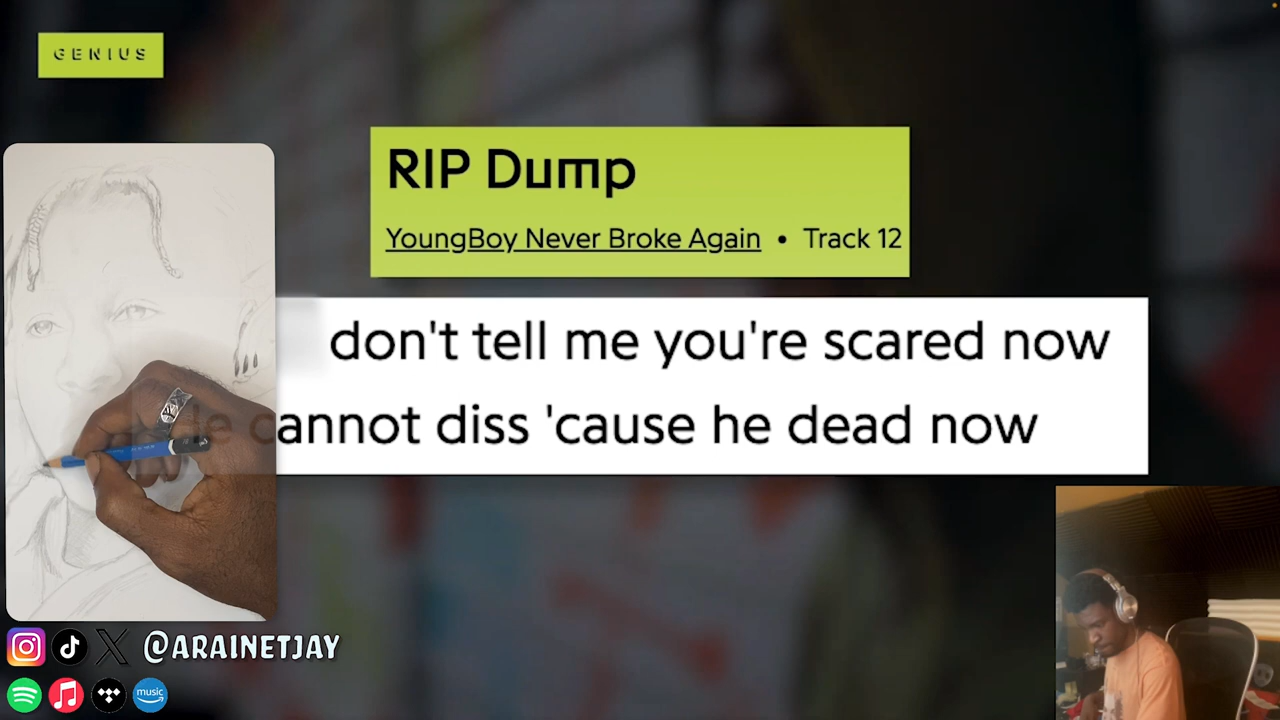 GENIUS
RIP Dump
YoungBoy Never Broke Again • Track 12
don't tell me you're scared now
cannot diss 'cause he dead now
@ARAINETJAY
music